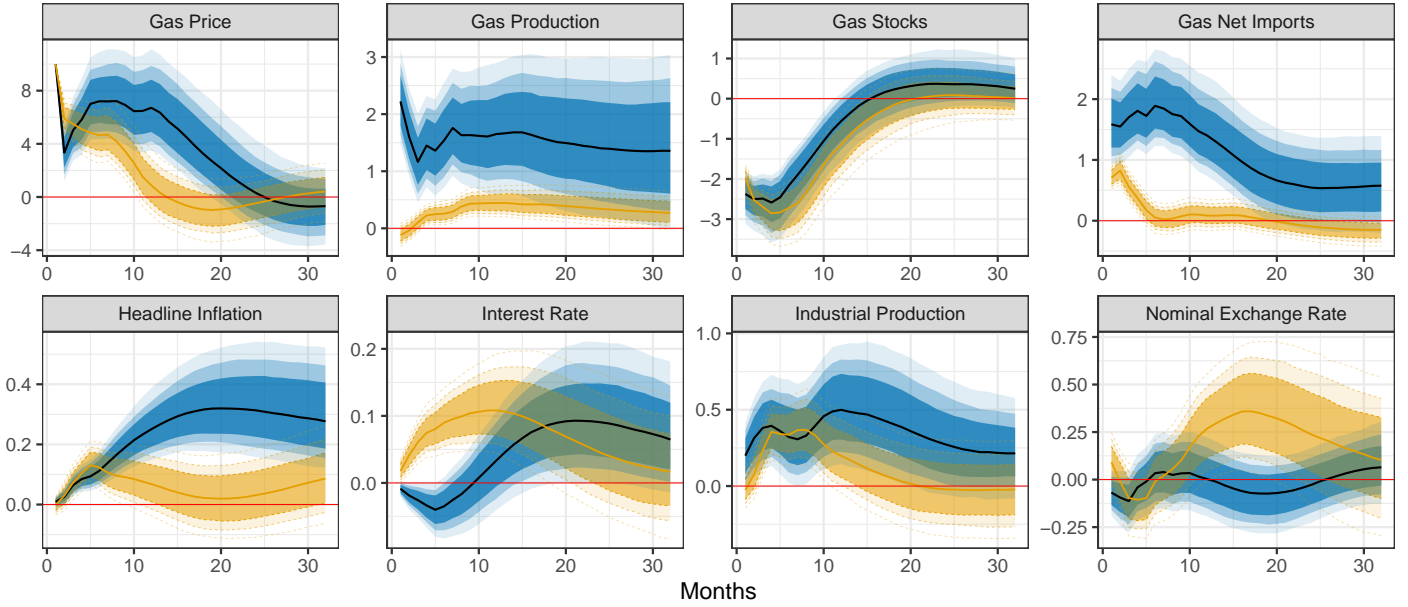 Gas Price
Gas Production
Gas Stocks
Gas Net Imports
8
4
0
−4
0 10 20 30
3
2
1
0
0 10 20 30
1
0
−1
−2
−3
0 10 20 30
2
1
0
0 10 20 30
Headline Inflation
Interest Rate
Industrial Production
Nominal Exchange Rate
0.4
0.2
0.0
0 10 20 30
0.2
0.1
0.0
0 10 20 30
1.0
0.5
0.0
0 10 20 30
0.75
0.50
0.25
0.00
−0.25
0 10 20 30
Months